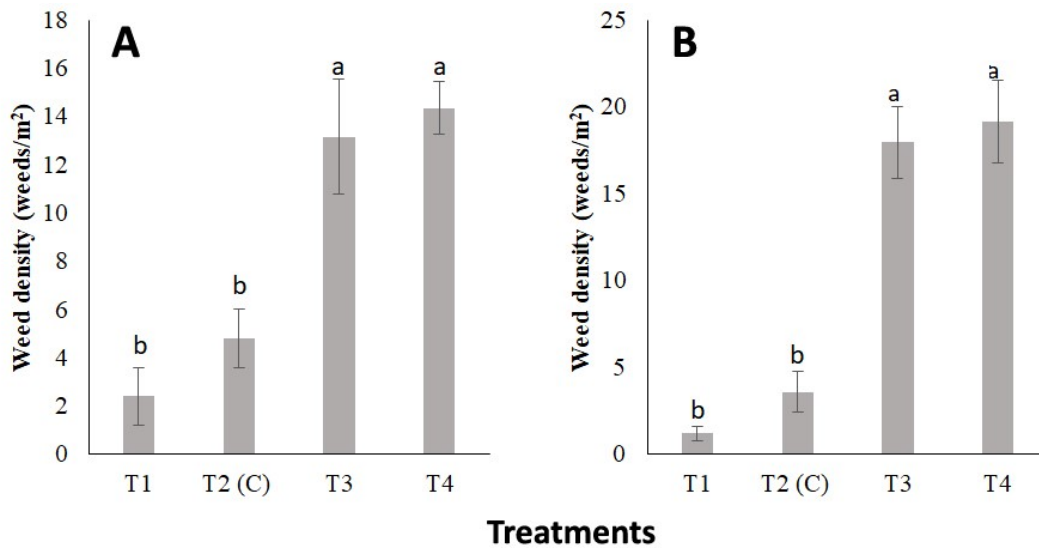 A
Weed density (weeds/m²)
18
16
14
12
10
8
6
4
2
0
b
b
a
a
T1 T2 (C) T3 T4
B
Weed density (weeds/m²)
25
20
15
10
5
0
b
b
a
a
T1 T2 (C) T3 T4
Treatments